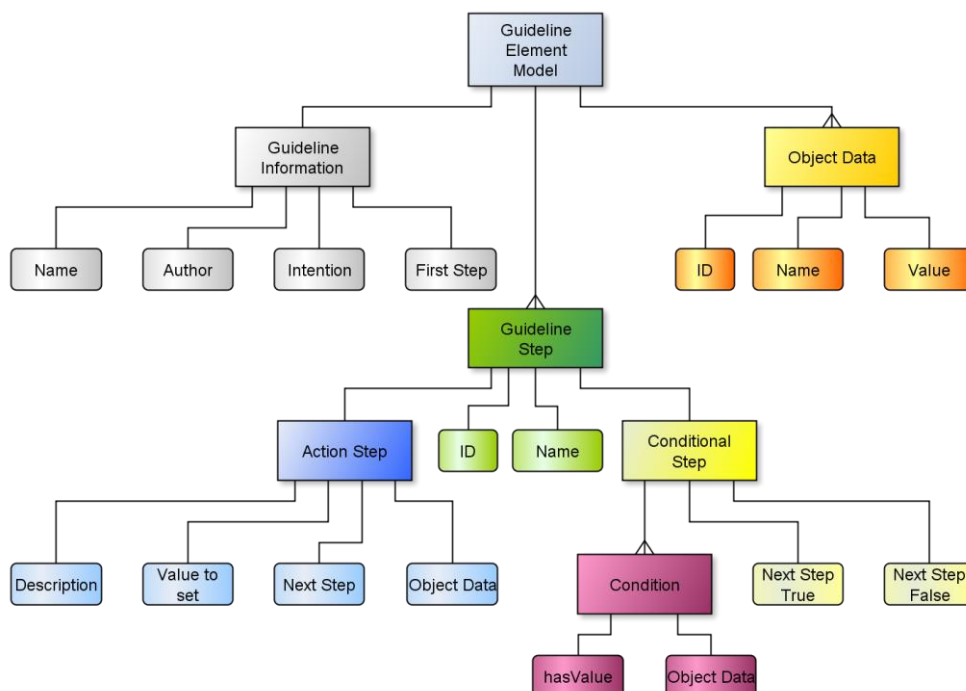 Guideline
Element
Model
Guideline
Information
Object Data
Name
Author
Intention
First Step
ID
Name
Value
Guideline
Step
Action Step
ID
Name
Conditional
Step
Description
Value to
set
Next Step
Object Data
Condition
Next Step
True
Next Step
False
hasValue
Object Data